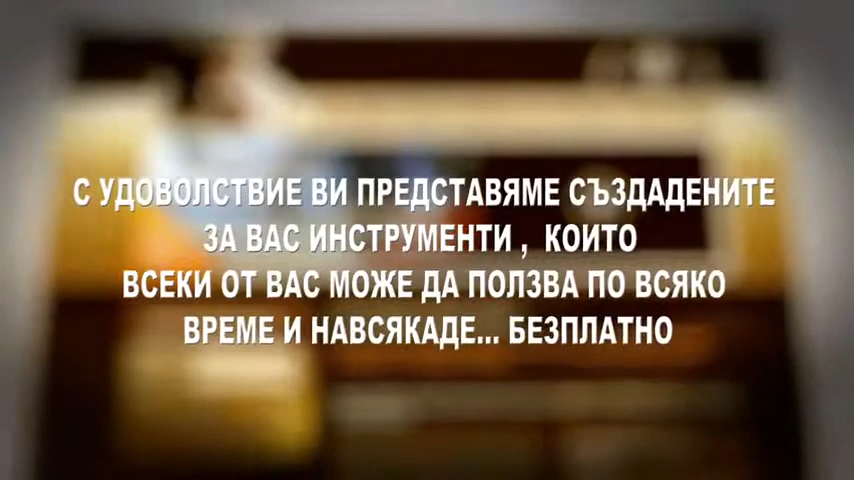 С УДОВОЛСТВИЕ ВИ ПРЕДСТАВЯМЕ СЪЗДАДЕНИТЕ
ЗА ВАС ИНСТРУМЕНТИ , КОИТО
ВСЕКИ ОТ ВАС МОЖЕ ДА ПОЛЗВА ПО ВСЯКО
ВРЕМЕ И НАВСЯКАДЕ... БЕЗПЛАТНО